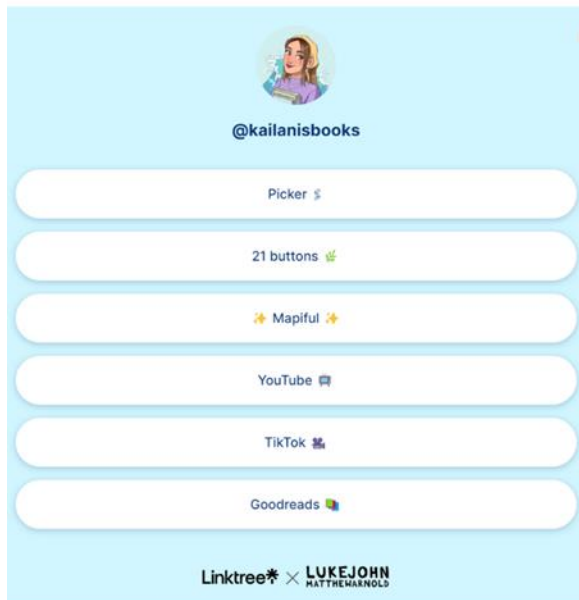 @kailanisbooks
Picker
21 buttons
✨ Mapiful ✨
YouTube 📺
TikTok 🎥
Goodreads 📚
Linktree* × LUKEJOHN
MATTHEWARNOLD